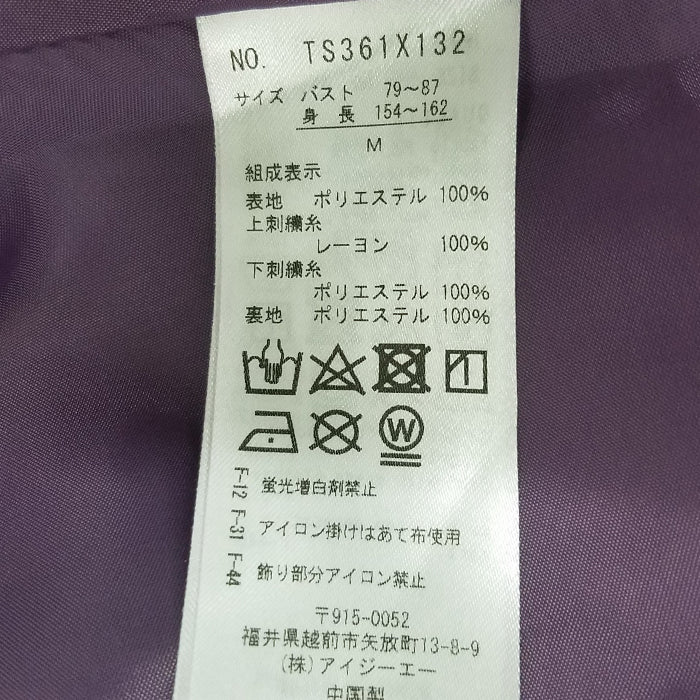 NO. TS361X132
サイズ バスト 79〜87
身長 154〜162
M
組成表示
表地 ポリエステル 100%
上刺繍糸
レーヨン 100%
下刺繍糸
ポリエステル 100%
裏地 ポリエステル 100%
W
F-12 F-31 F-44
蛍光増白剤禁止
アイロン掛けはあて布使用
飾り部分アイロン禁止
〒915-0052
福井県越前市矢放町13-8-9
(株)アイジーエー
中国製